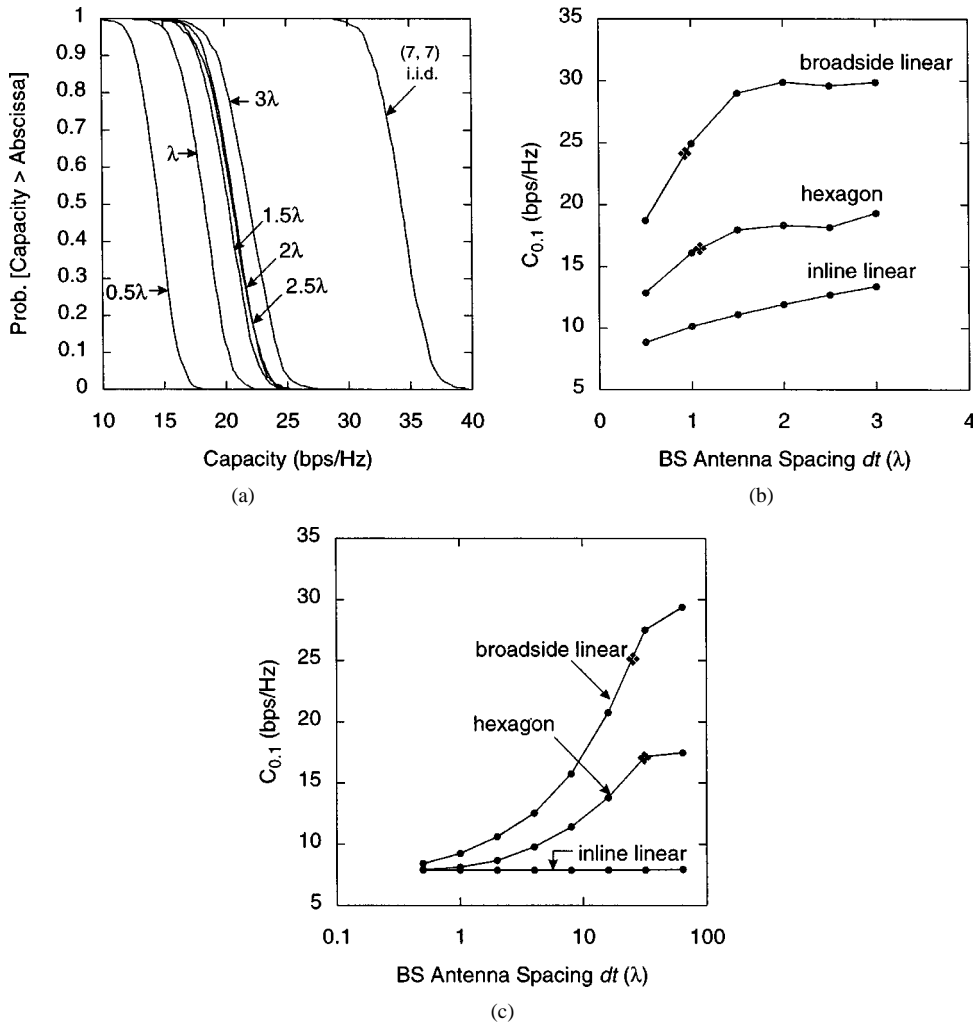 1
0.9
0.8
0.7
0.6
0.5
0.4
0.3
0.2
0.1
0
Prob. [Capacity > Abscissa]
(7, 7)
i.i.d.
3λ
λ
1.5λ
2λ
0.5λ
2.5λ
10 15 20 25 30 35 40
Capacity (bps/Hz)
(a)
35
30
25
20
15
10
5
C0.1 (bps/Hz)
broadside linear
hexagon
inline linear
0 1 2 3 4
BS Antenna Spacing dt (λ)
(b)
35
30
25
20
15
10
5
C0.1 (bps/Hz)
broadside linear
hexagon
inline linear
0.1 1 10 100
BS Antenna Spacing dt (λ)
(c)